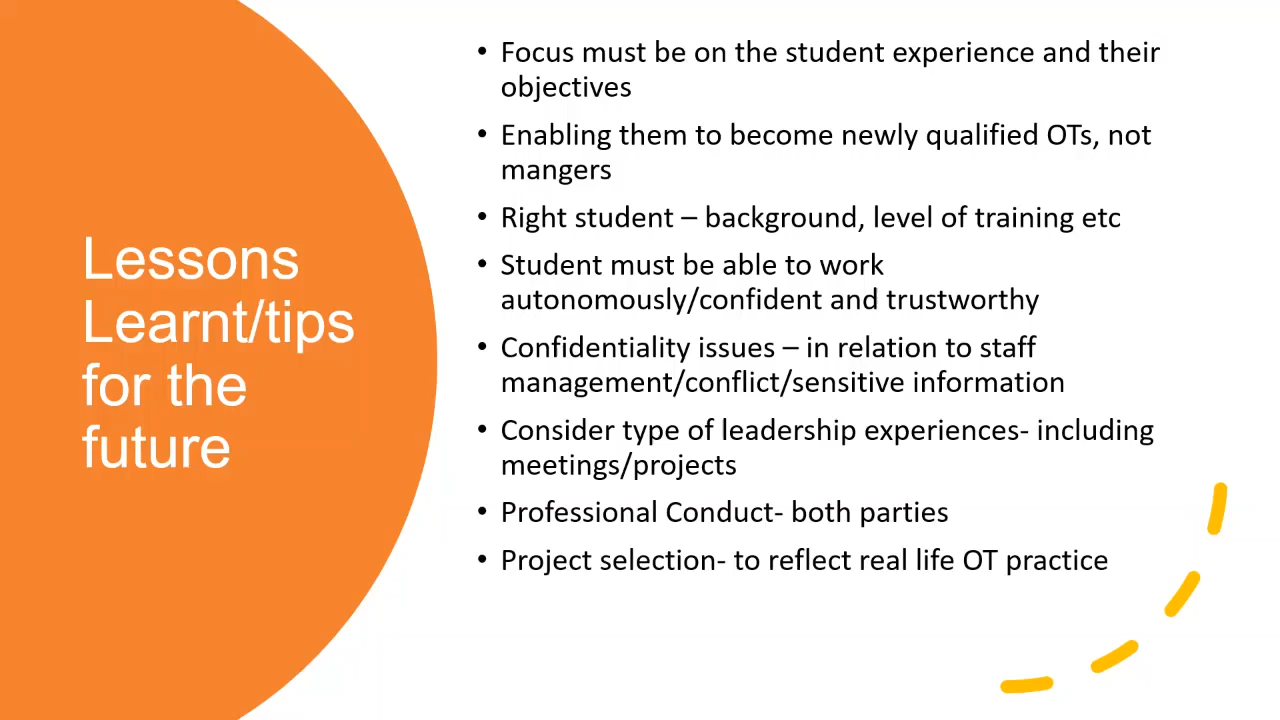 Lessons
Learnt/tips
for the
future
• Focus must be on the student experience and their
objectives
• Enabling them to become newly qualified OTs, not
mangers
• Right student – background, level of training etc
• Student must be able to work
autonomously/confident and trustworthy
• Confidentiality issues – in relation to staff
management/conflict/sensitive information
• Consider type of leadership experiences- including
meetings/projects
• Professional Conduct- both parties
• Project selection- to reflect real life OT practice